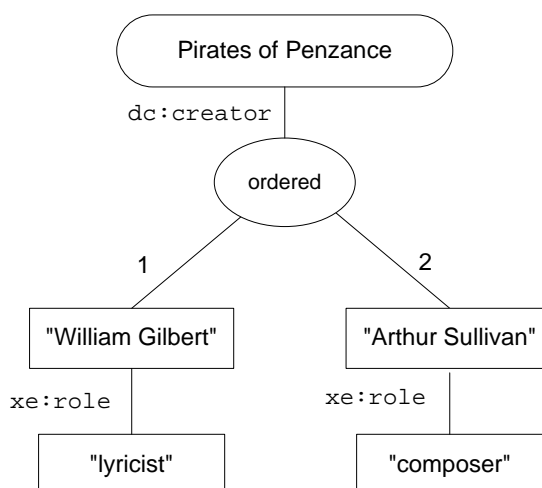 Pirates of Penzance
dc:creator
ordered
1
2
"William Gilbert"
"Arthur Sullivan"
xe:role
xe:role
"lyricist"
"composer"